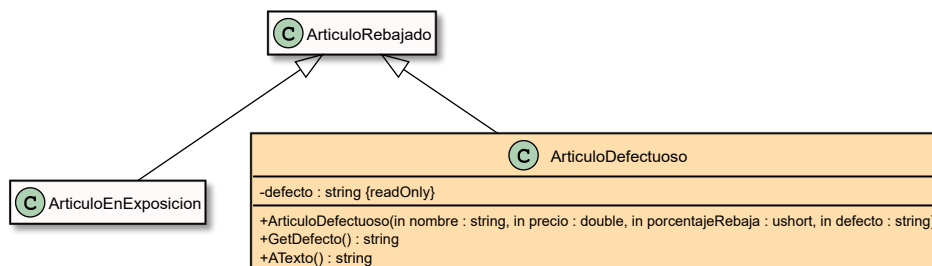 C ArticuloRebajado
C ArticuloEnExposicion
C ArticuloDefectuoso
-defecto : string {readOnly}
+ArticuloDefectuoso(in nombre : string, in precio : double, in porcentajeRebaja : ushort, in defecto : string)
+GetDefecto() : string
+ATexto() : string